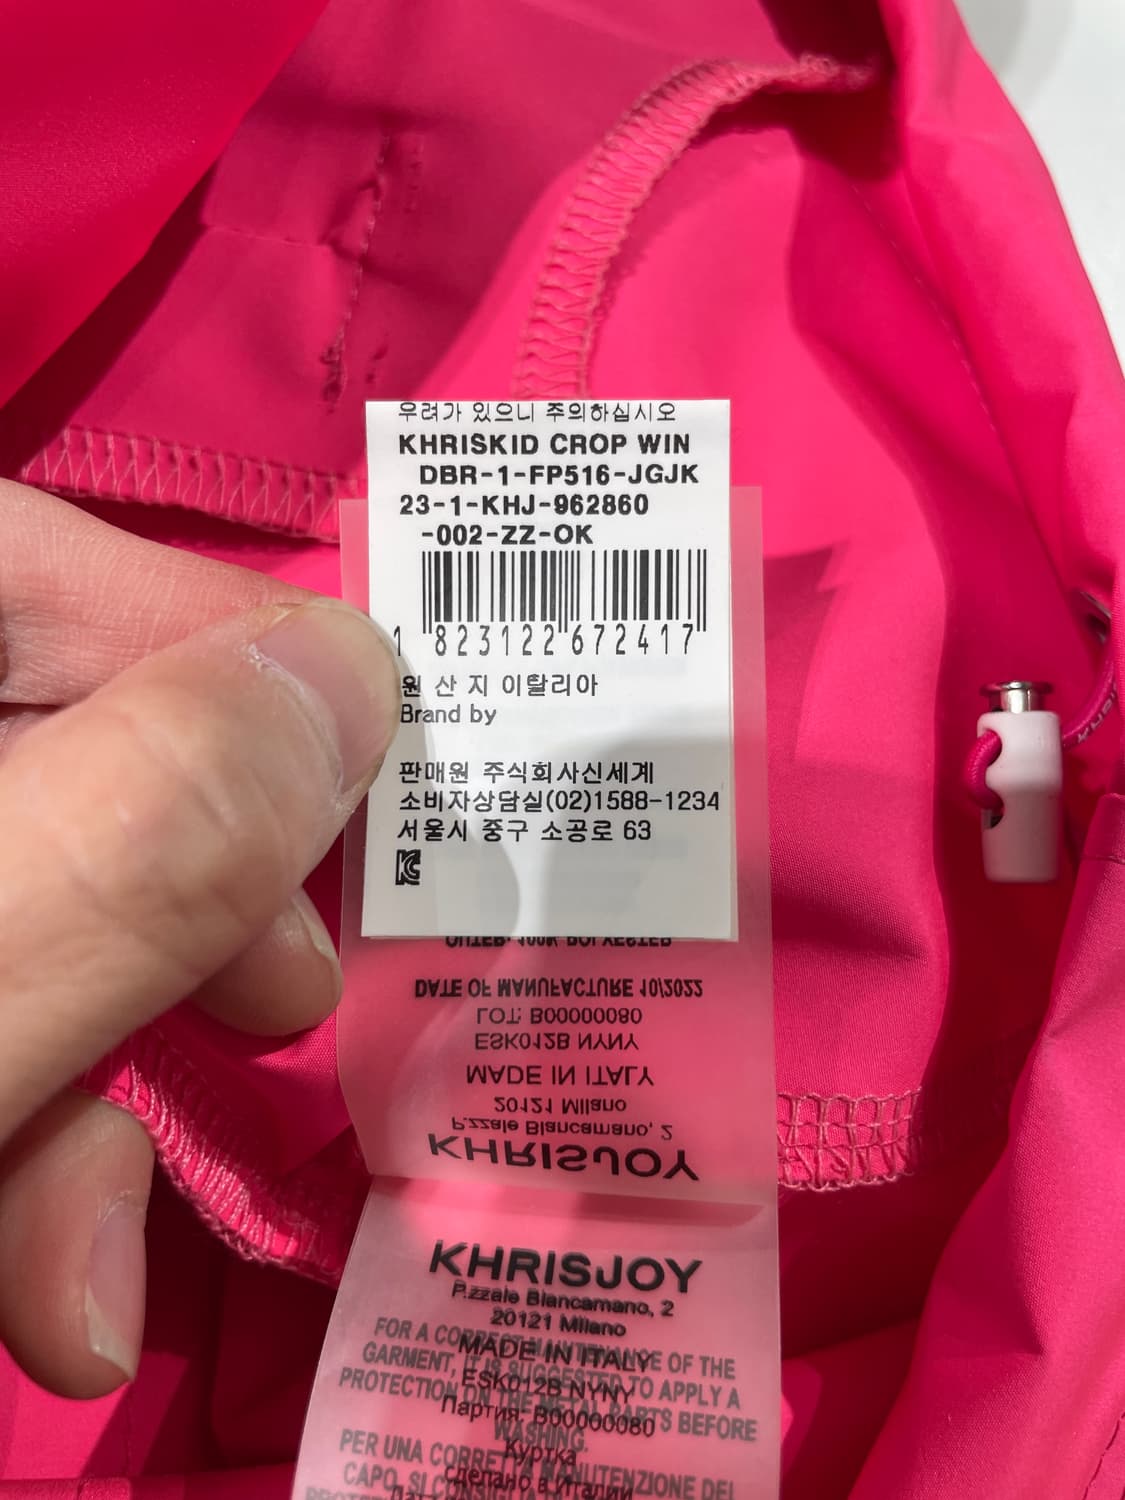 우려가 있으니 주의하십시오
KHRISKID CROP WIN
DBR-1-FP516-JGJK
23-1-KHJ-962860
-002-ZZ-OK
1 823122 672417
원 산 지 이탈리아
Brand by
판매원 주식회사신세계
소비자상담실(02)1588-1234
서울시 중구 소공로 63
OUTER: 100% POLYESTER
DATE OF MANUFACTURE 10/2022
LOT: B00000080
ESK012B NYNY
MADE IN ITALY
20121 Milano
P.zzale Biancamano, 2
KHRISJOY
KHRISJOY
P.zzale Biancamano, 2
20121 Milano
MADE IN ITALY
ESK012B NYNY
Партия: B00000080
Куртка
сделано в Италии
FOR A CORRECT MAINTENANCE OF THE
GARMENT, IT IS SUGGESTED TO APPLY A
PROTECTION ON THE METAL PARTS BEFORE
WASHING.
PER UNA CORRETTA MANUTENZIONE DEL
CAPO, SI CONSIGLIA